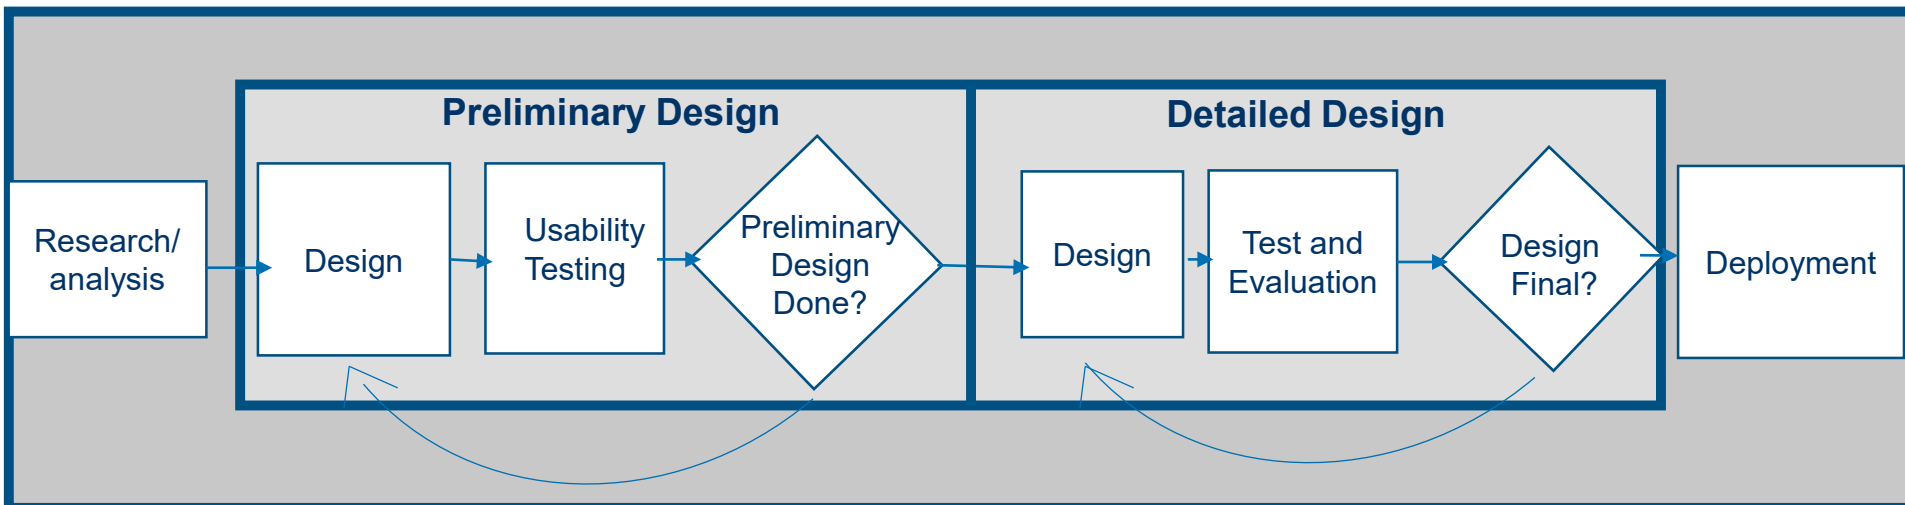 Preliminary Design
Detailed Design
Research/
analysis
Design
Usability
Testing
Preliminary
Design
Done?
Design
Test and
Evaluation
Design
Final?
Deployment